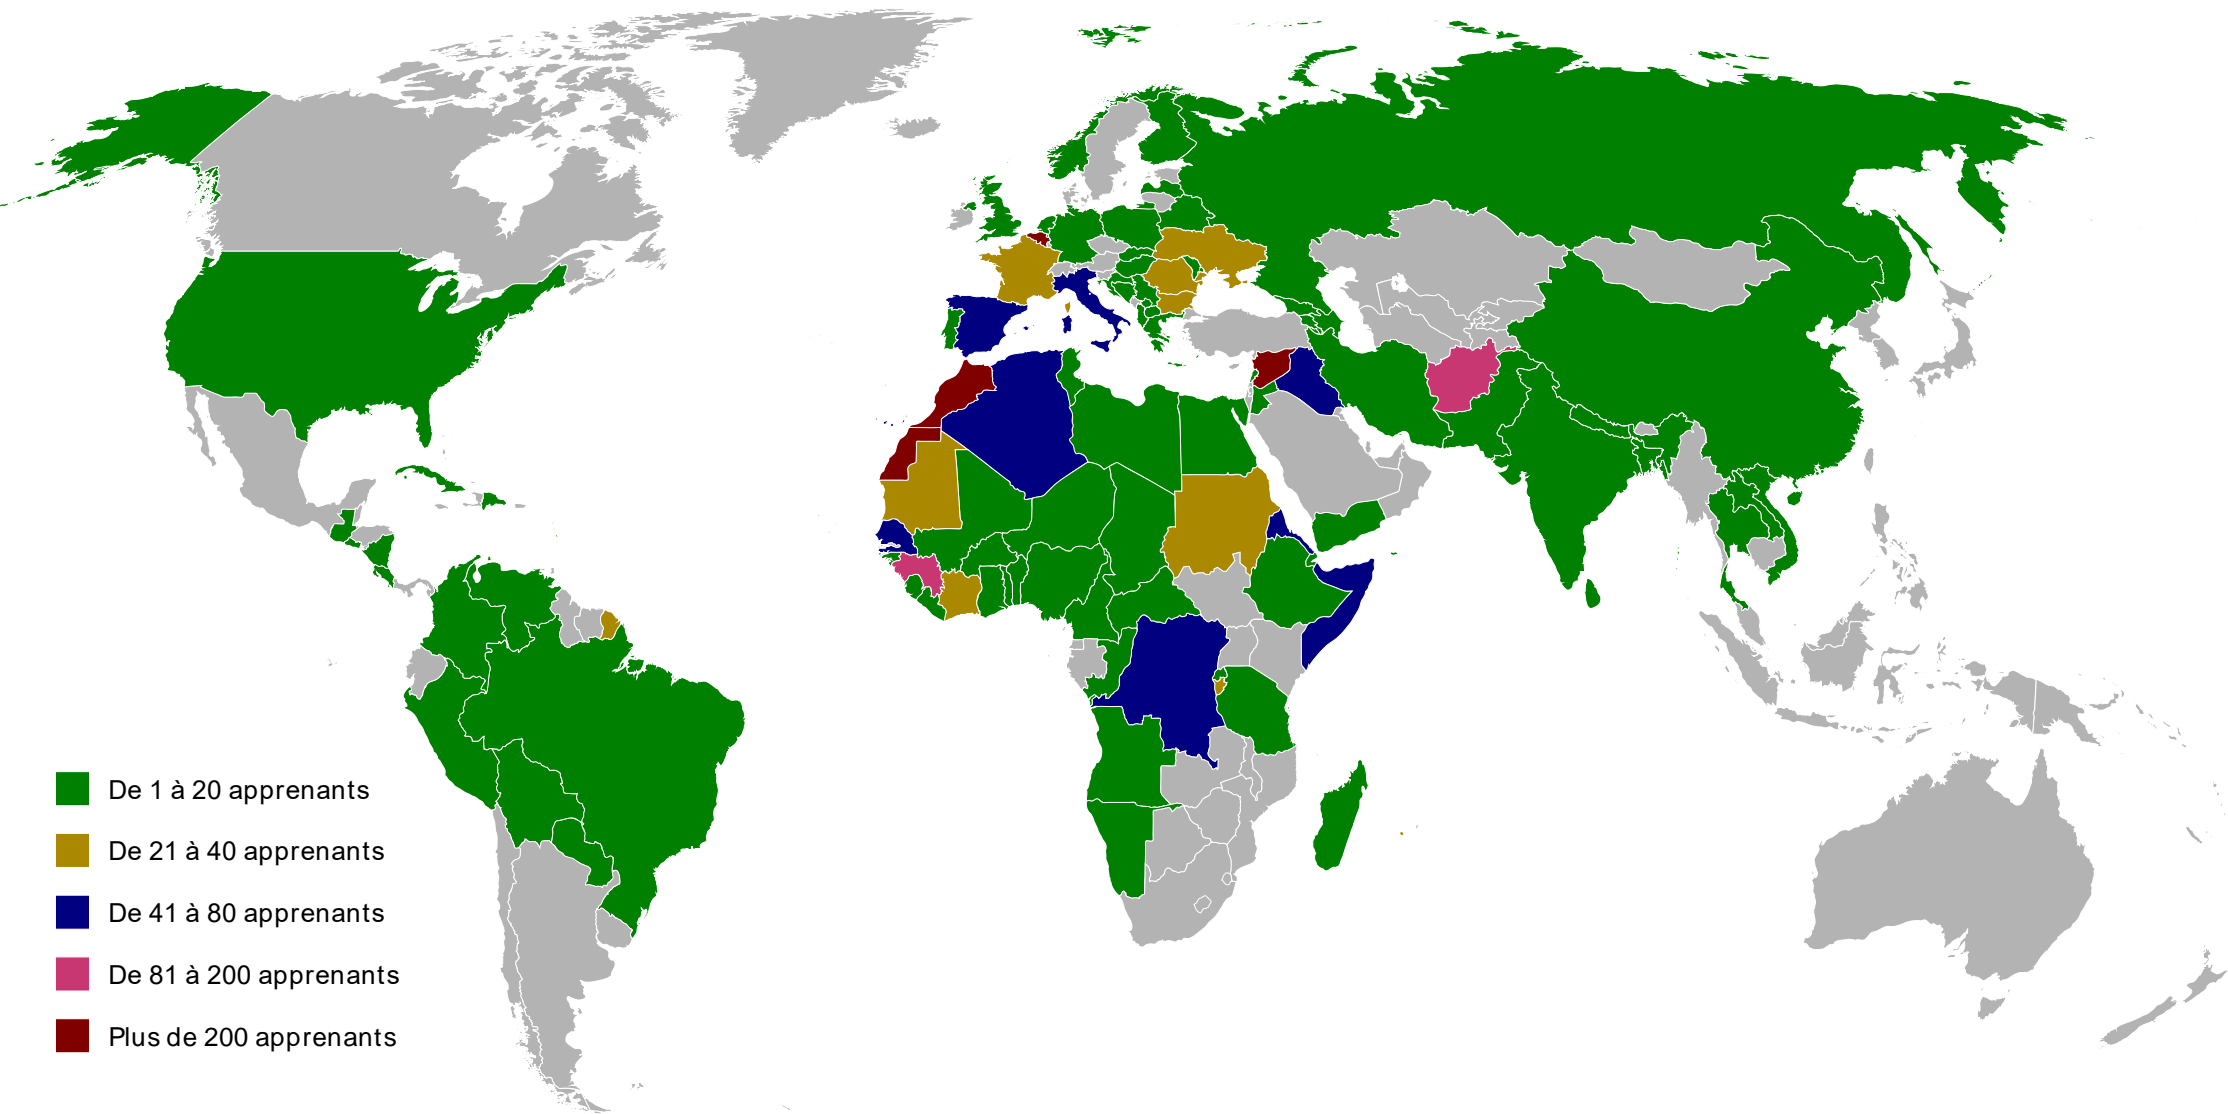 De 1 à 20 apprenants
De 21 à 40 apprenants
De 41 à 80 apprenants
De 81 à 200 apprenants
Plus de 200 apprenants